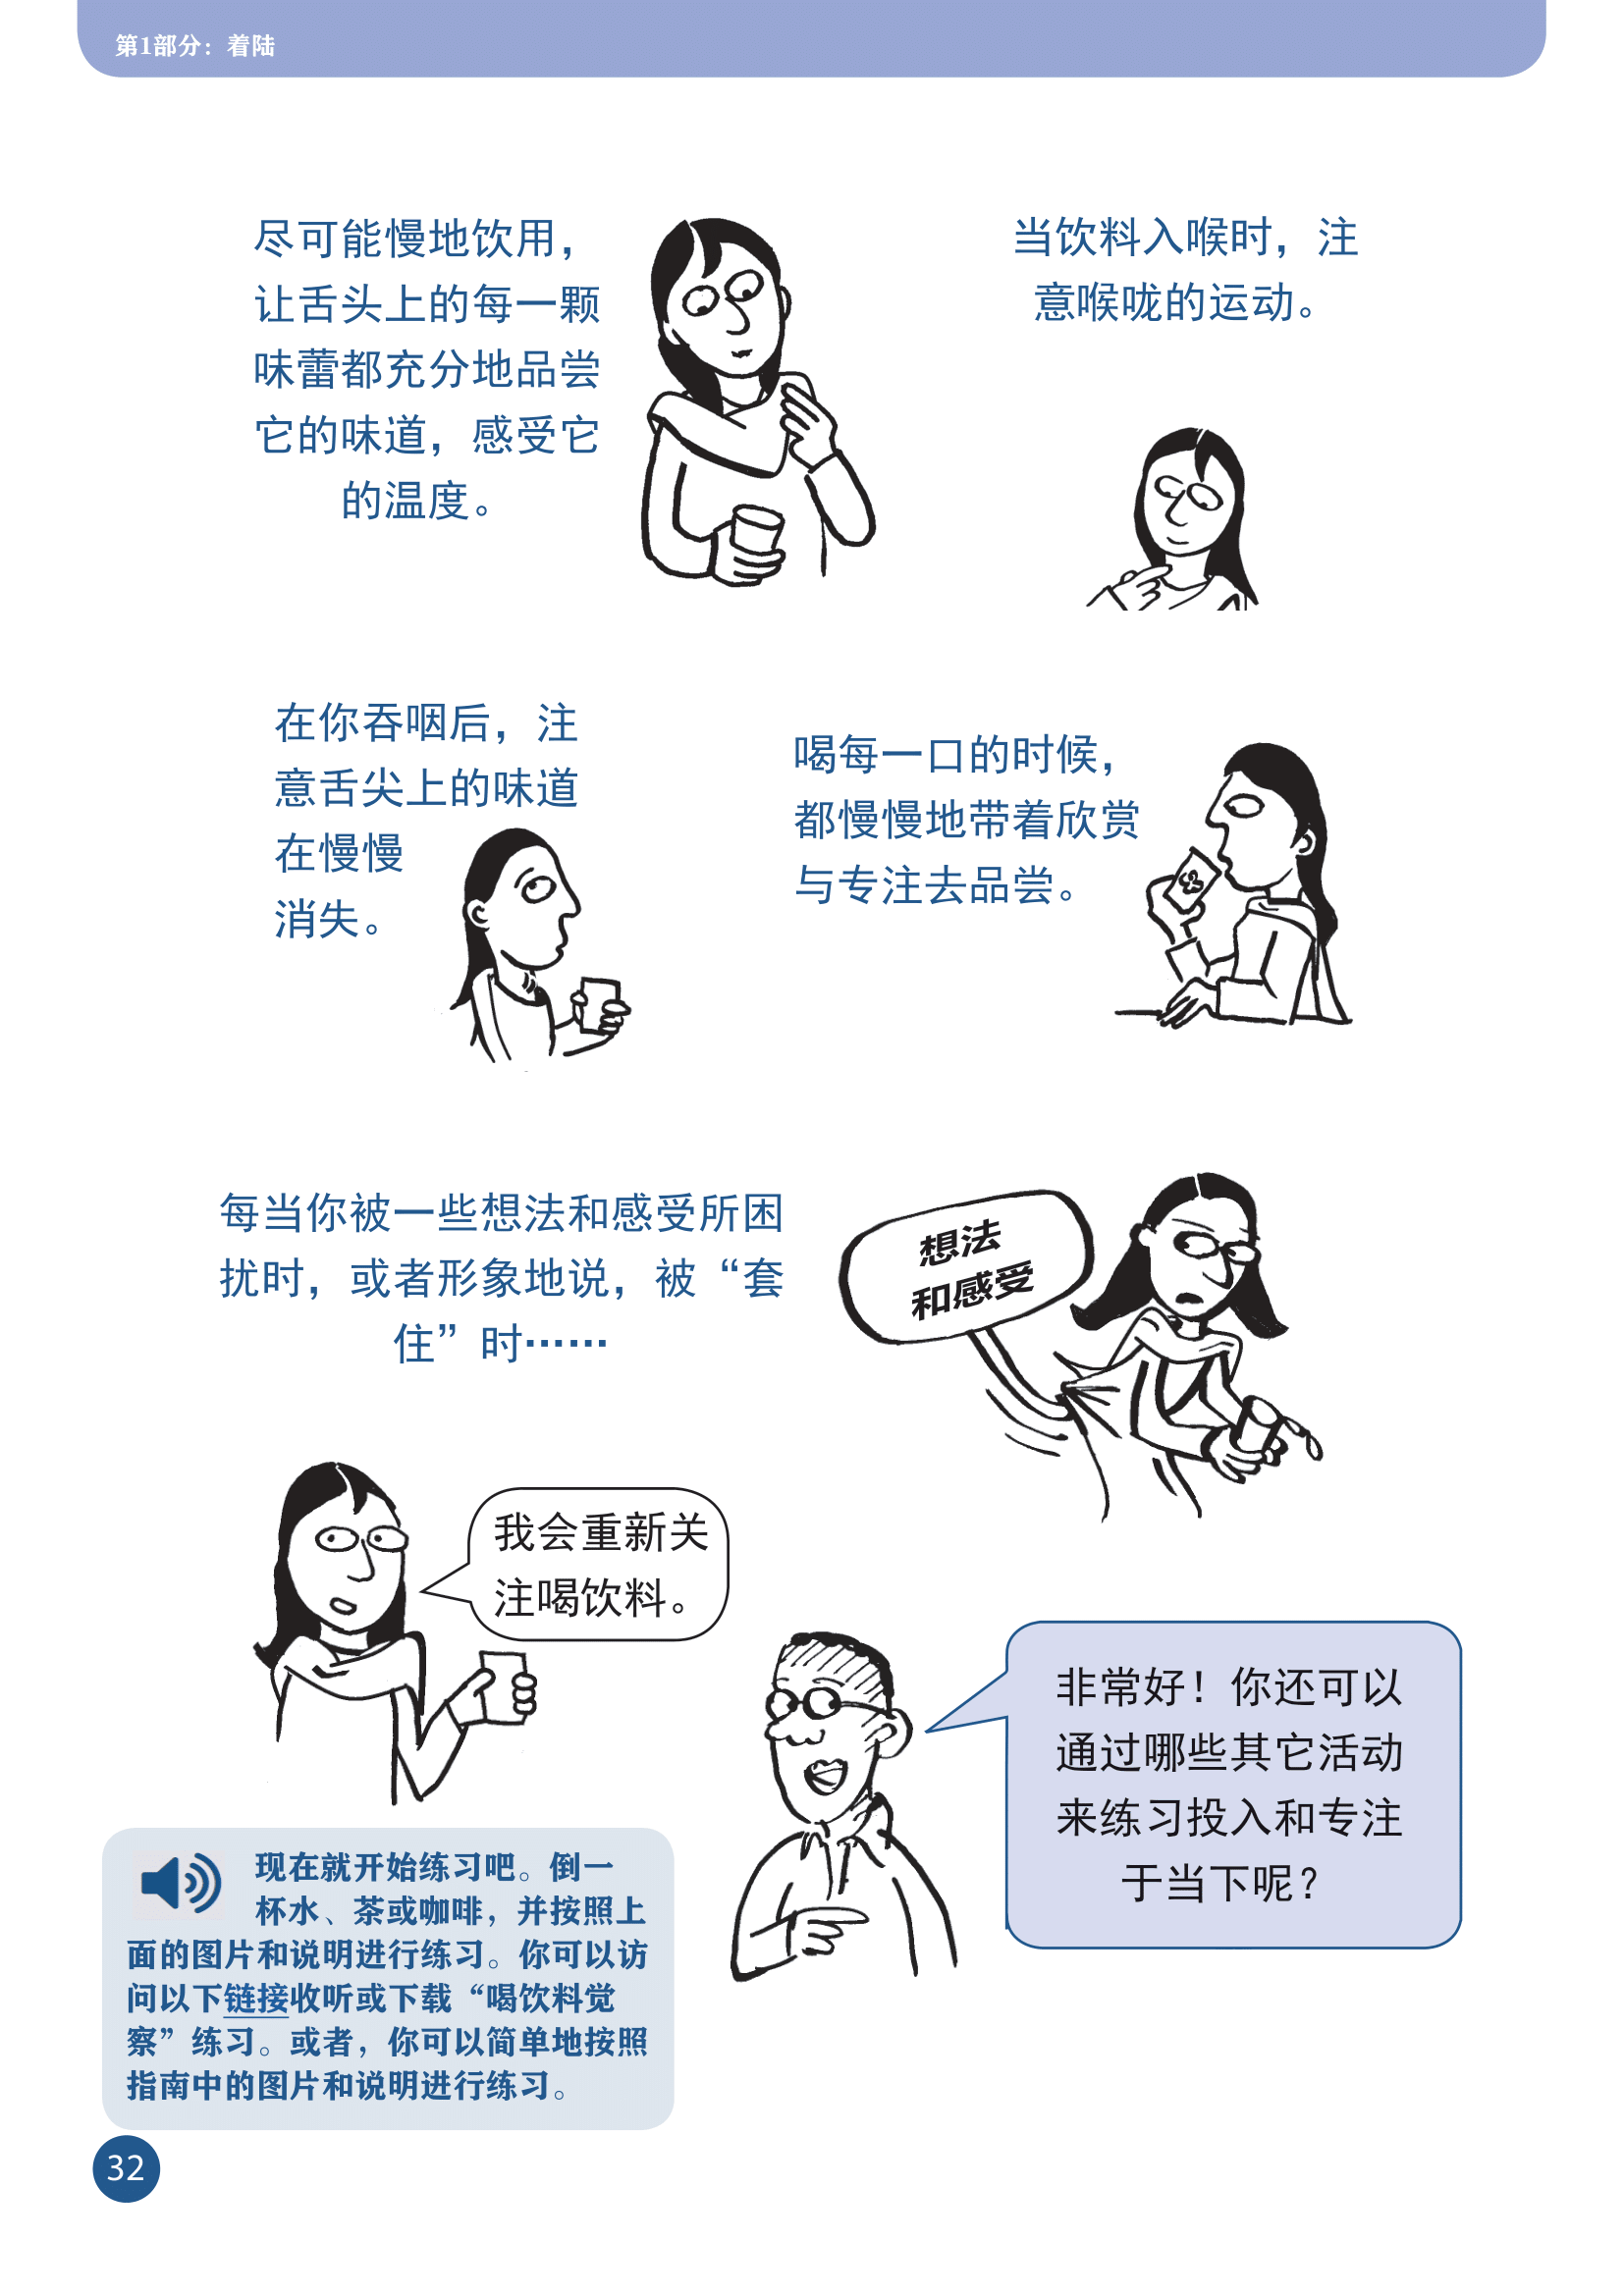 第1部分：着陆
尽可能慢地饮用，
让舌头上的每一颗
味蕾都充分地品尝
它的味道，感受它
的温度。
当饮料入喉时，注
意喉咙的运动。
在你吞咽后，注
意舌尖上的味道
在慢慢
消失。
喝每一口的时候，
都慢慢地带着欣赏
与专注去品尝。
每当你被一些想法和感受所困
扰时，或者形象地说，被“套
住”时……
想法
和感受
我会重新关
注喝饮料。
非常好！你还可以
通过哪些其它活动
来练习投入和专注
于当下呢？
现在就开始练习吧。倒一
杯水、茶或咖啡，并按照上
面的图片和说明进行练习。你可以访
问以下链接收听或下载“喝饮料觉
察”练习。或者，你可以简单地按照
指南中的图片和说明进行练习。
32